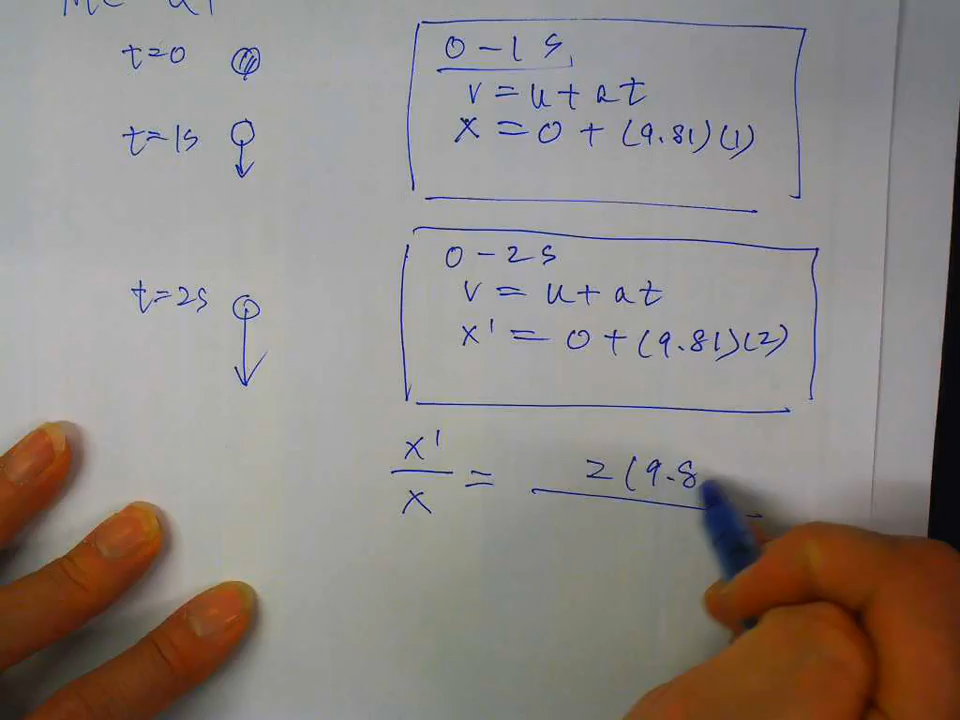 t=0
t=1s
0 - 1 s
v = u + at
x = 0 + (9.81)(1)
t=2s
0 - 2s
v = u + at
x' = 0 + (9.81)(2)
x'/x = 2(9.8